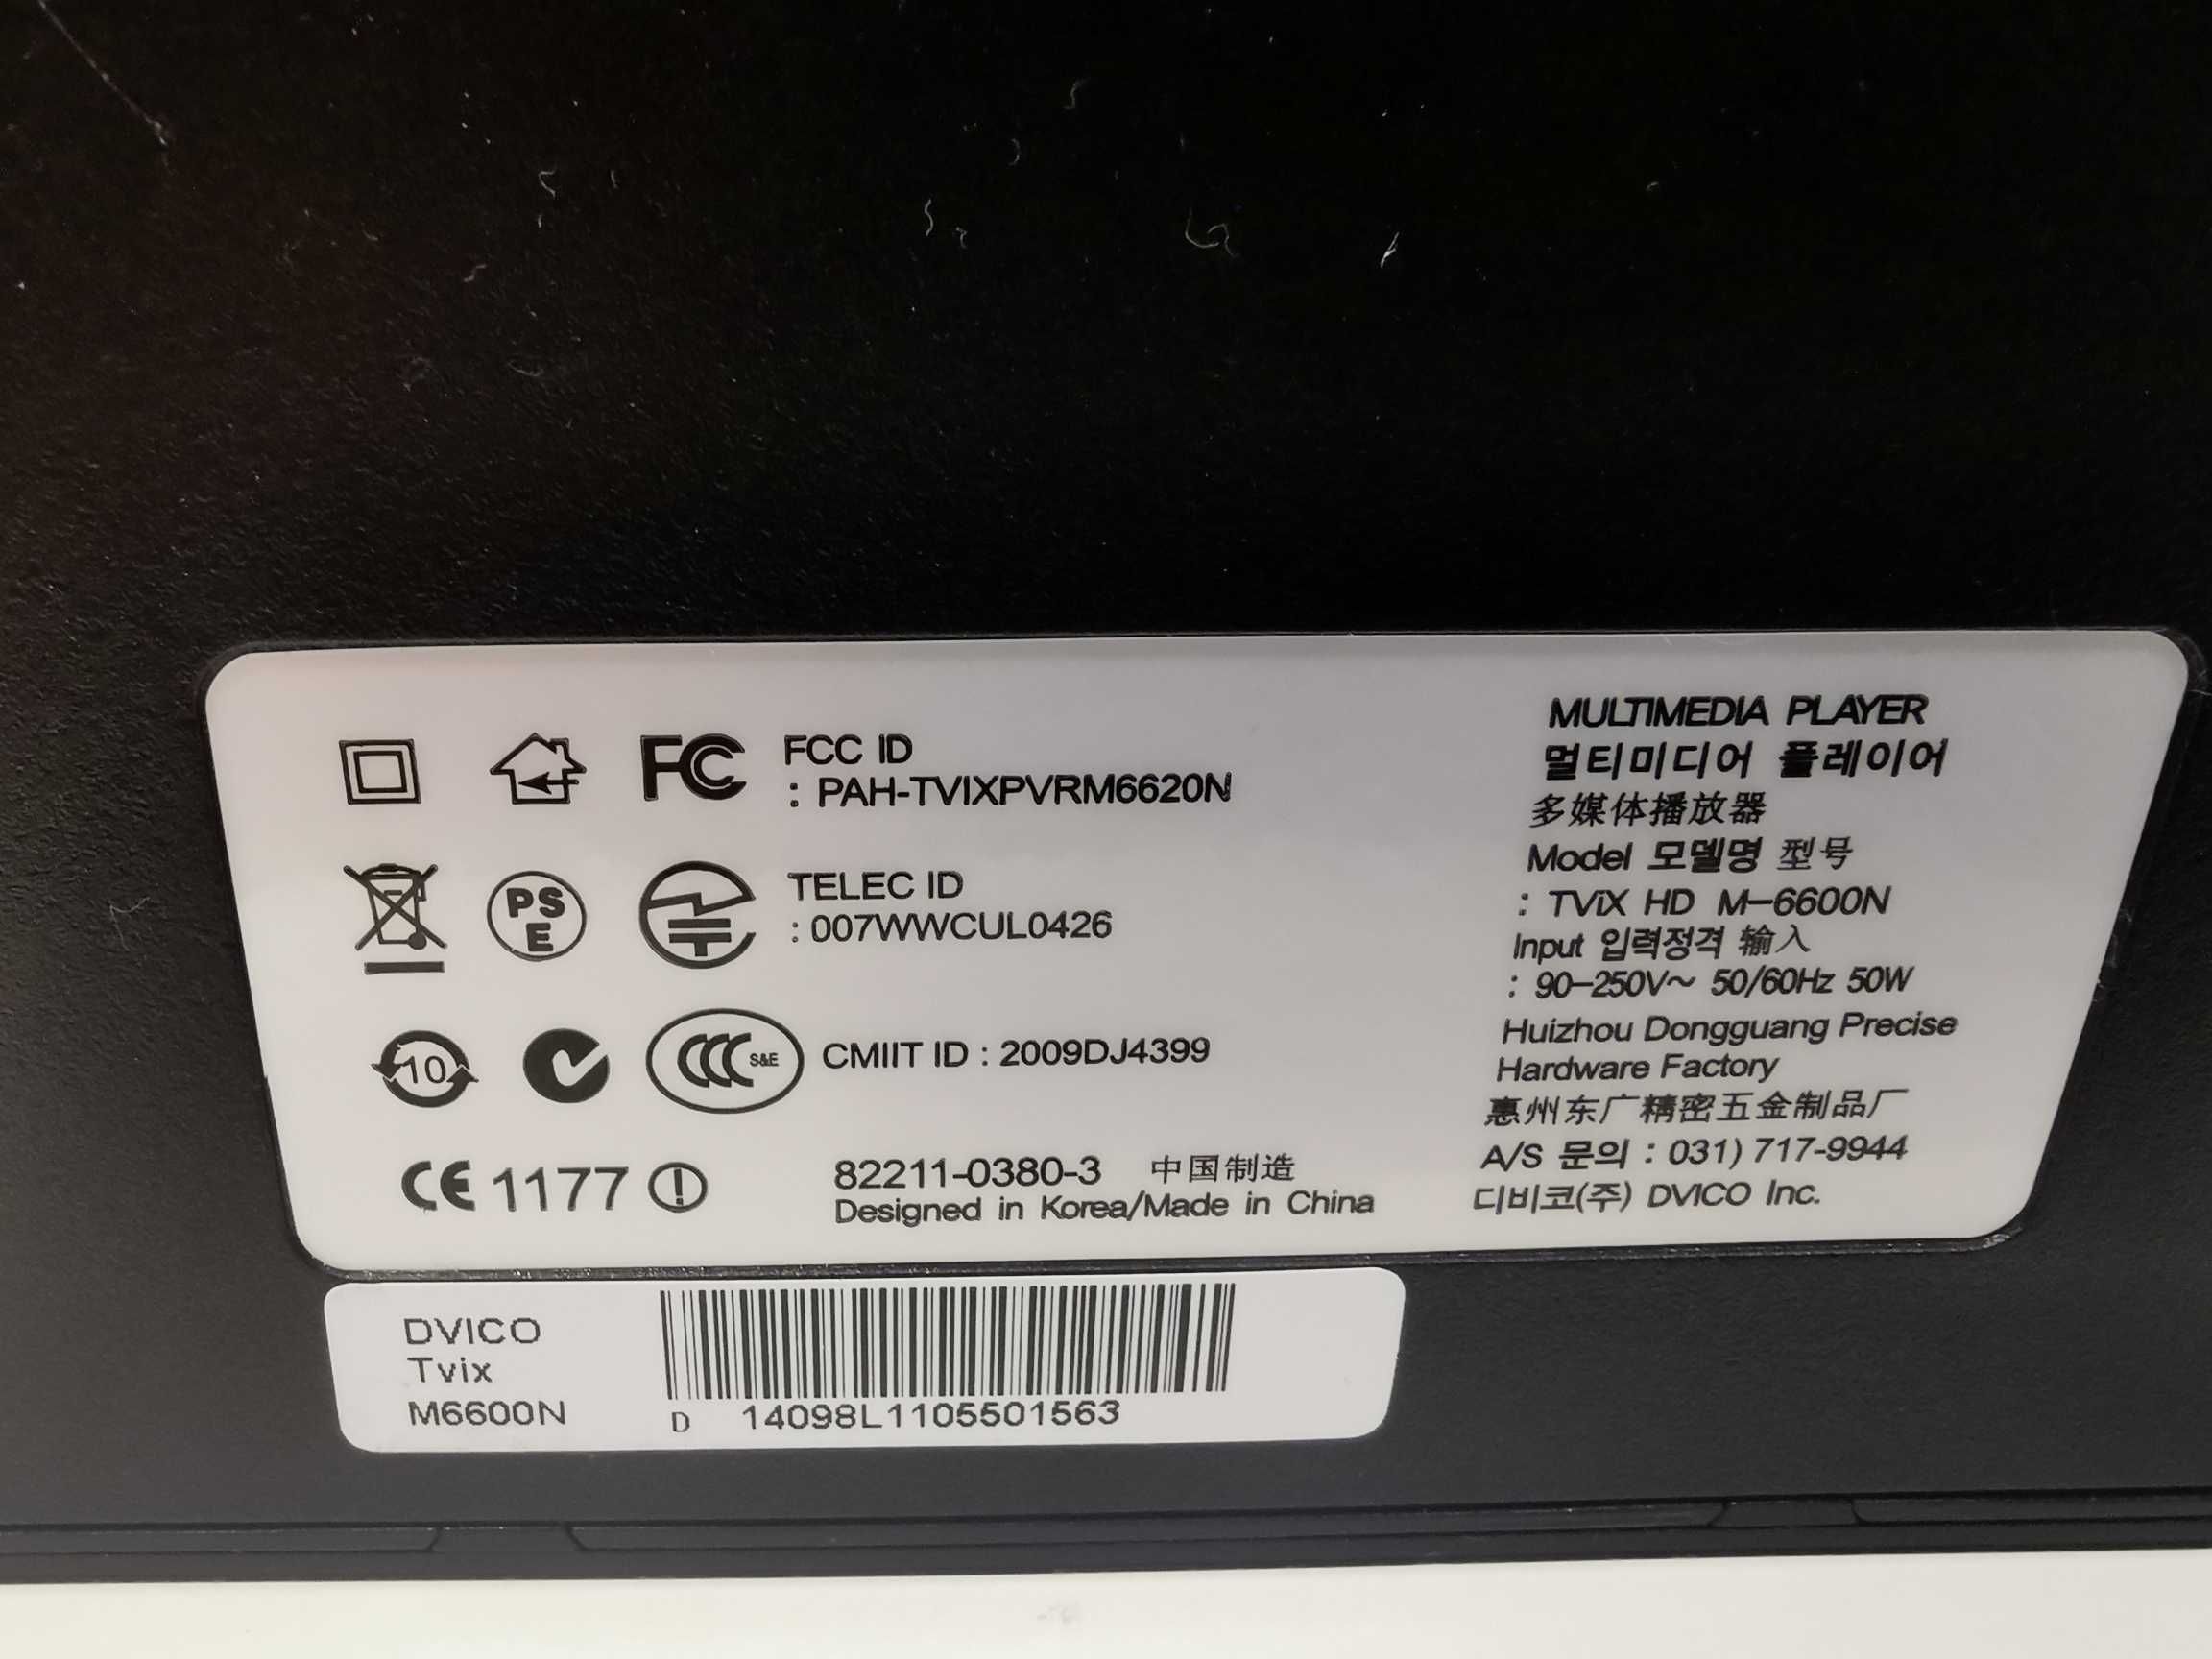 FC FCC ID
: PAH-TVIXPVRM6620N
PS
E
TELEC ID
: 007WWCUL0426
10
CCC S&E
CMIIT ID : 2009DJ4399
CE 1177
82211-0380-3 中国制造
Designed in Korea/Made in China
MULTIMEDIA PLAYER
멀티미디어 플레이어
多媒体播放器
Model 모델명 型号
: TViX HD M-6600N
Input 입력정격 输入
: 90-250V~ 50/60Hz 50W
Huizhou Dongguang Precise
Hardware Factory
惠州东广精密五金制品厂
A/S 문의 : 031) 717-9944
디비코(주) DVICO Inc.
DVICO
Tvix
M6600N
D 14098L1105501563